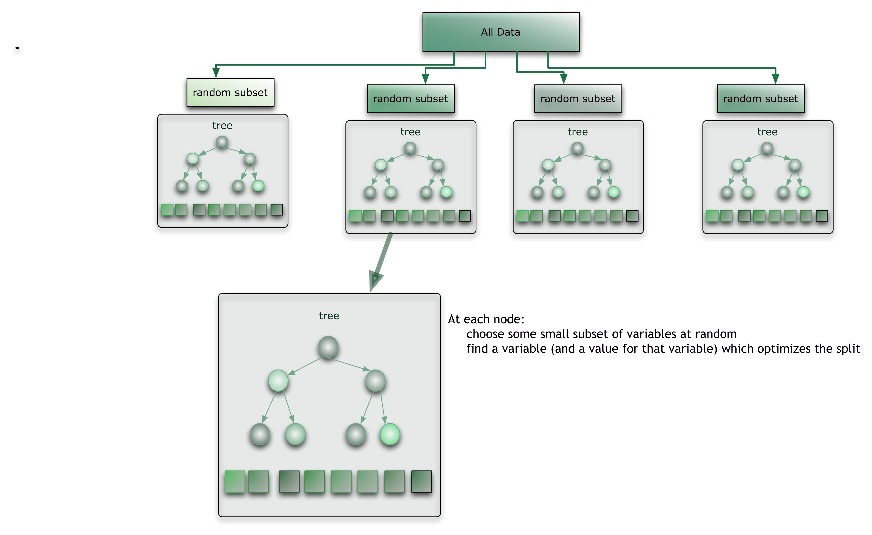 All Data
-
random subset
random subset
random subset
random subset
tree
tree
tree
tree
tree
At each node:
choose some small subset of variables at random
find a variable (and a value for that variable) which optimizes the split